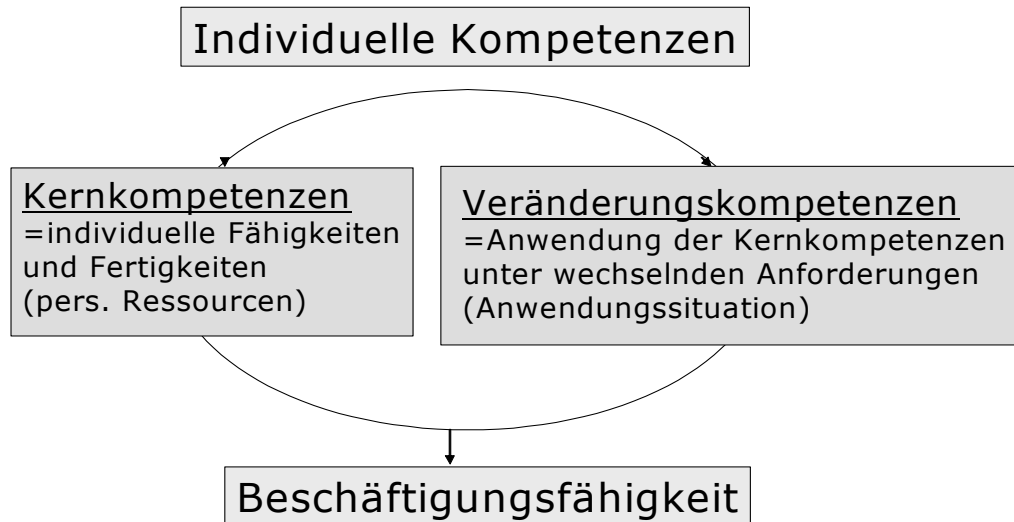 Individuelle Kompetenzen
Kernkompetenzen
=individuelle Fähigkeiten
und Fertigkeiten
(pers. Ressourcen)
Veränderungskompetenzen
=Anwendung der Kernkompetenzen
unter wechselnden Anforderungen
(Anwendungssituation)
Beschäftigungsfähigkeit